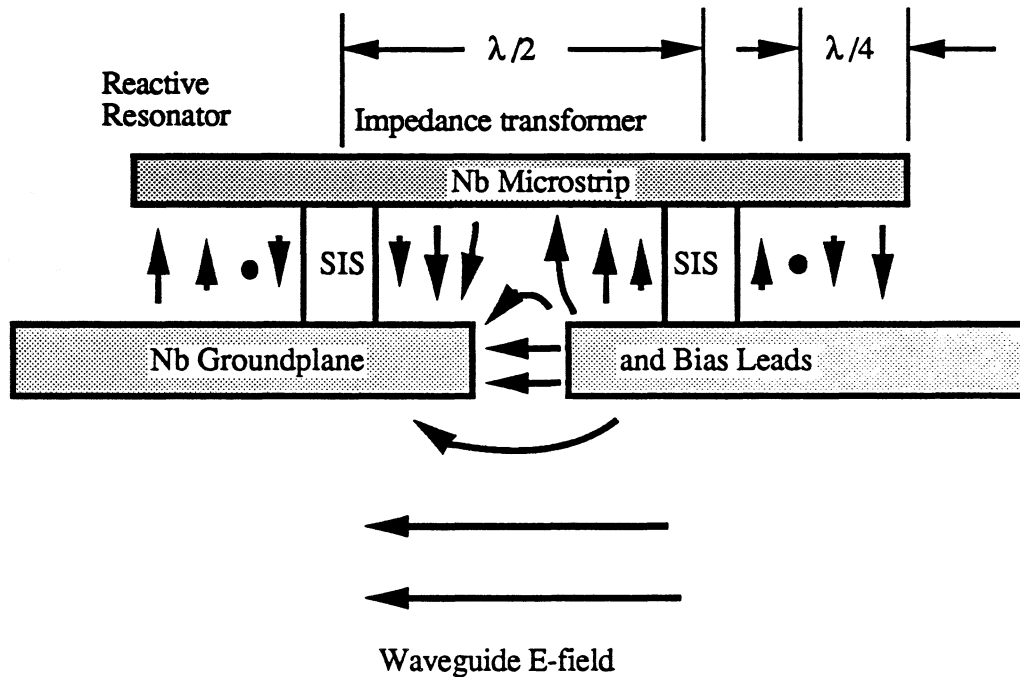 λ/2
λ/4
Reactive
Resonator
Impedance transformer
Nb Microstrip
SIS
SIS
Nb Groundplane
and Bias Leads
Waveguide E-field